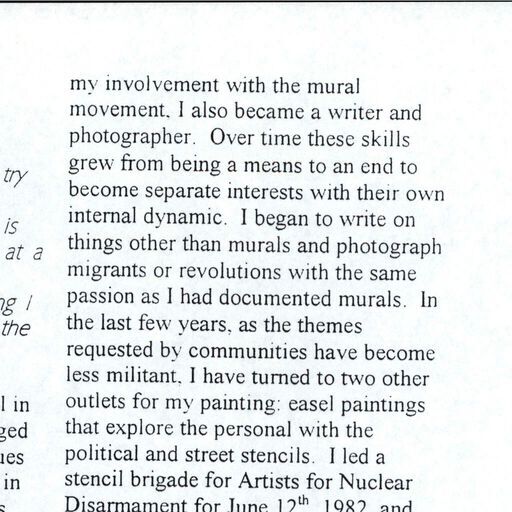 try
is
at a
ng I
the
l in
ged
ues
in
my involvement with the mural
movement, I also became a writer and
photographer.  Over time these skills
grew from being a means to an end to
become separate interests with their own
internal dynamic.  I began to write on
things other than murals and photograph
migrants or revolutions with the same
passion as I had documented murals.  In
the last few years, as the themes
requested by communities have become
less militant, I have turned to two other
outlets for my painting: easel paintings
that explore the personal with the
political and street stencils.  I led a
stencil brigade for Artists for Nuclear
Disarmament for June 12th, 1982, and